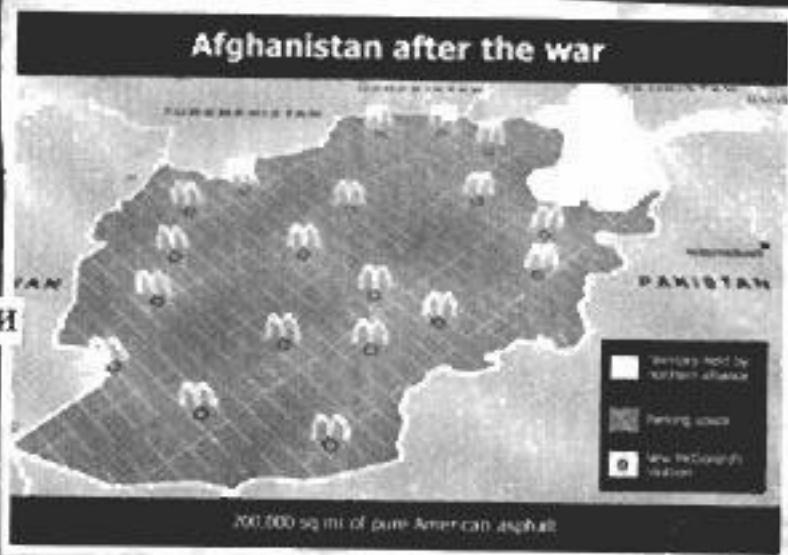 Afghanistan after the war
TURKMENISTAN
PAKISTAN
Territory held by
northern alliance
Parking space
New McDonald's
location
200,000 sq mi of pure American asphalt